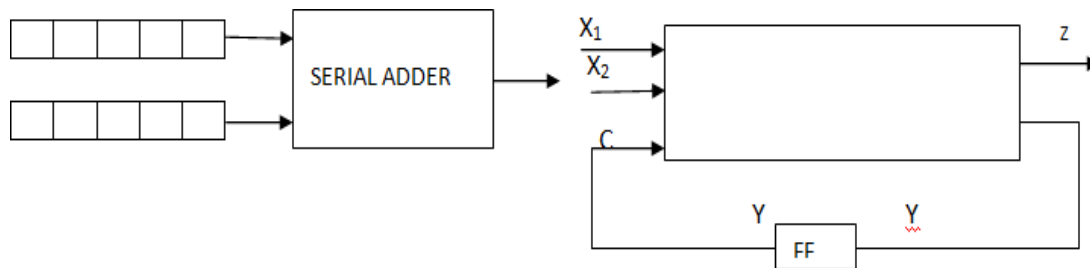 SERIAL ADDER
X₁
X₂
C
z
Y
FF
Y